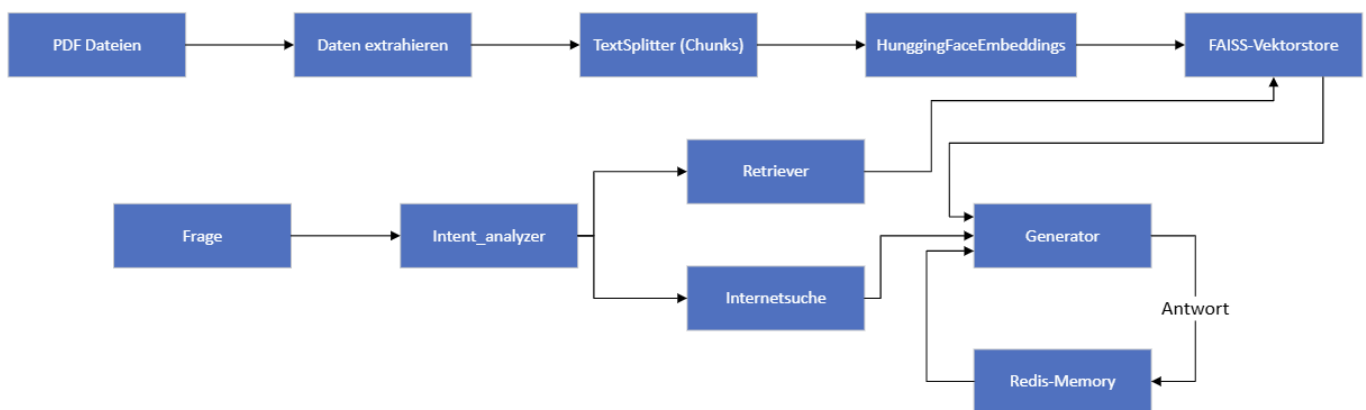 PDF Dateien
Daten extrahieren
TextSplitter (Chunks)
HunggingFaceEmbeddings
FAISS-Vektorstore
Retriever
Frage
Intent_analyzer
Generator
Internetsuche
Antwort
Redis-Memory